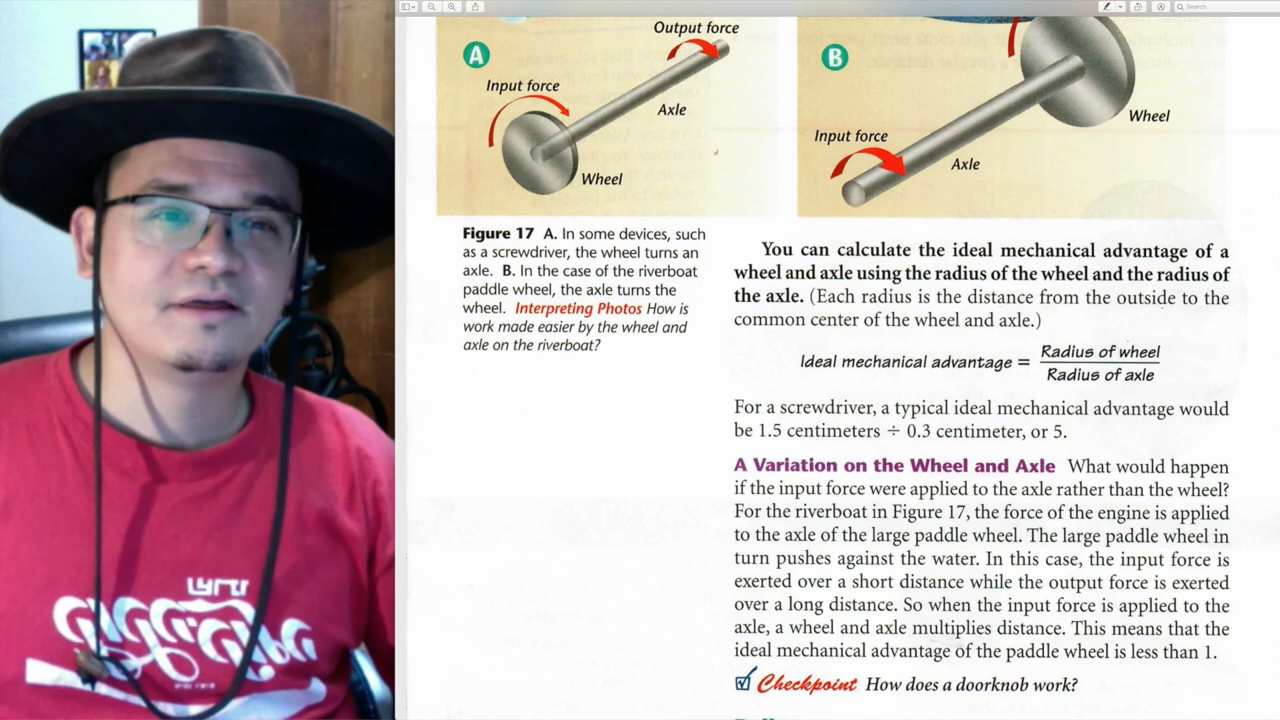 Search
A
Output force
Input force
Axle
Wheel
B
Input force
Axle
Wheel
Figure 17 A. In some devices, such
as a screwdriver, the wheel turns an
axle. B. In the case of the riverboat
paddle wheel, the axle turns the
wheel. Interpreting Photos How is
work made easier by the wheel and
axle on the riverboat?
You can calculate the ideal mechanical advantage of a
wheel and axle using the radius of the wheel and the radius of
the axle. (Each radius is the distance from the outside to the
common center of the wheel and axle.)
Ideal mechanical advantage = Radius of wheel
Radius of axle
For a screwdriver, a typical ideal mechanical advantage would
be 1.5 centimeters ÷ 0.3 centimeter, or 5.
A Variation on the Wheel and Axle What would happen
if the input force were applied to the axle rather than the wheel?
For the riverboat in Figure 17, the force of the engine is applied
to the axle of the large paddle wheel. The large paddle wheel in
turn pushes against the water. In this case, the input force is
exerted over a short distance while the output force is exerted
over a long distance. So when the input force is applied to the
axle, a wheel and axle multiplies distance. This means that the
ideal mechanical advantage of the paddle wheel is less than 1.
Checkpoint How does a doorknob work?